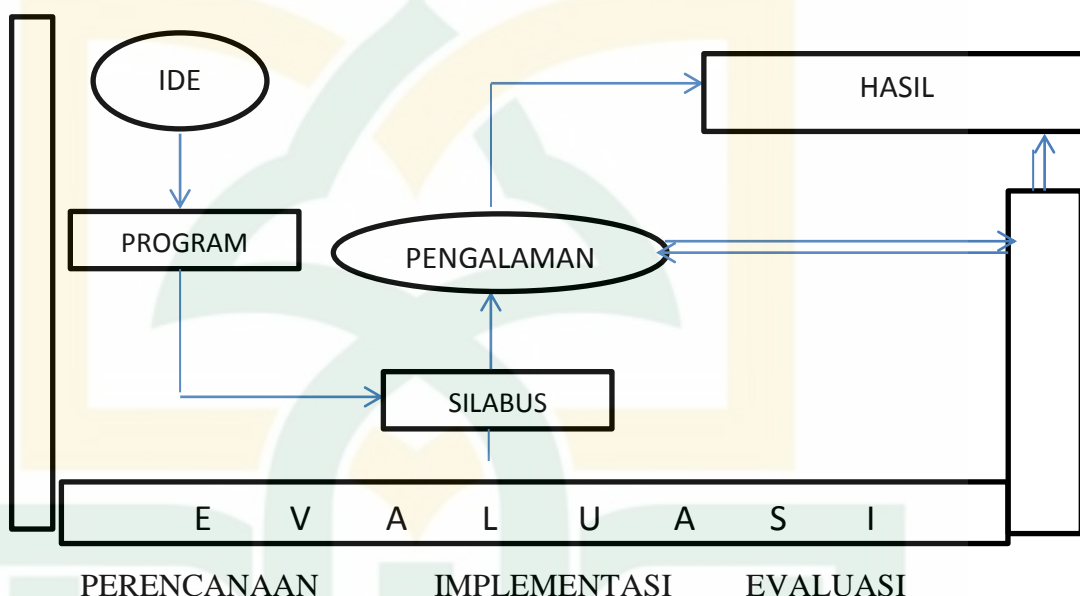 IDE
HASIL
PROGRAM
PENGALAMAN
SILABUS
E V A L U A S I
PERENCANAAN IMPLEMENTASI EVALUASI